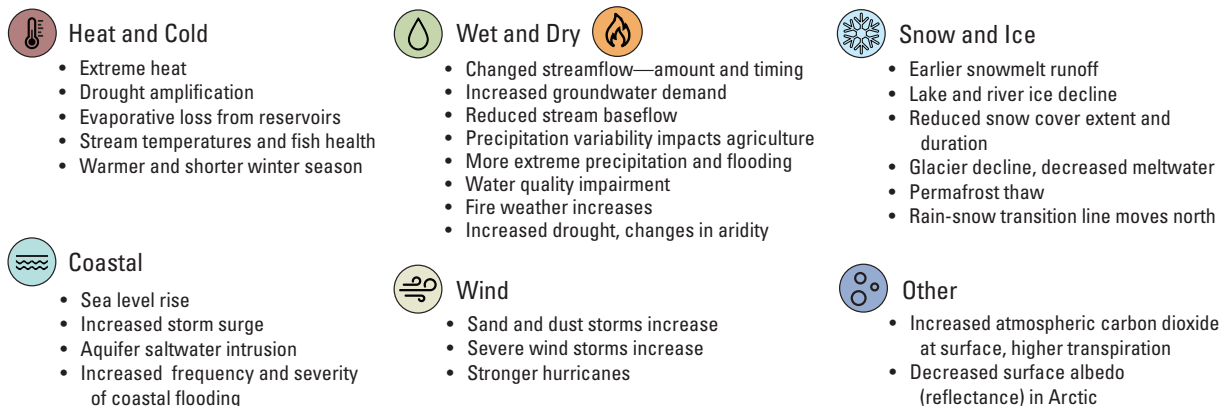 Heat and Cold
• Extreme heat
• Drought amplification
• Evaporative loss from reservoirs
• Stream temperatures and fish health
• Warmer and shorter winter season
Wet and Dry
• Changed streamflow—amount and timing
• Increased groundwater demand
• Reduced stream baseflow
• Precipitation variability impacts agriculture
• More extreme precipitation and flooding
• Water quality impairment
• Fire weather increases
• Increased drought, changes in aridity
Snow and Ice
• Earlier snowmelt runoff
• Lake and river ice decline
• Reduced snow cover extent and
duration
• Glacier decline, decreased meltwater
• Permafrost thaw
• Rain-snow transition line moves north
Coastal
• Sea level rise
• Increased storm surge
• Aquifer saltwater intrusion
• Increased frequency and severity
of coastal flooding
Wind
• Sand and dust storms increase
• Severe wind storms increase
• Stronger hurricanes
Other
• Increased atmospheric carbon dioxide
at surface, higher transpiration
• Decreased surface albedo
(reflectance) in Arctic